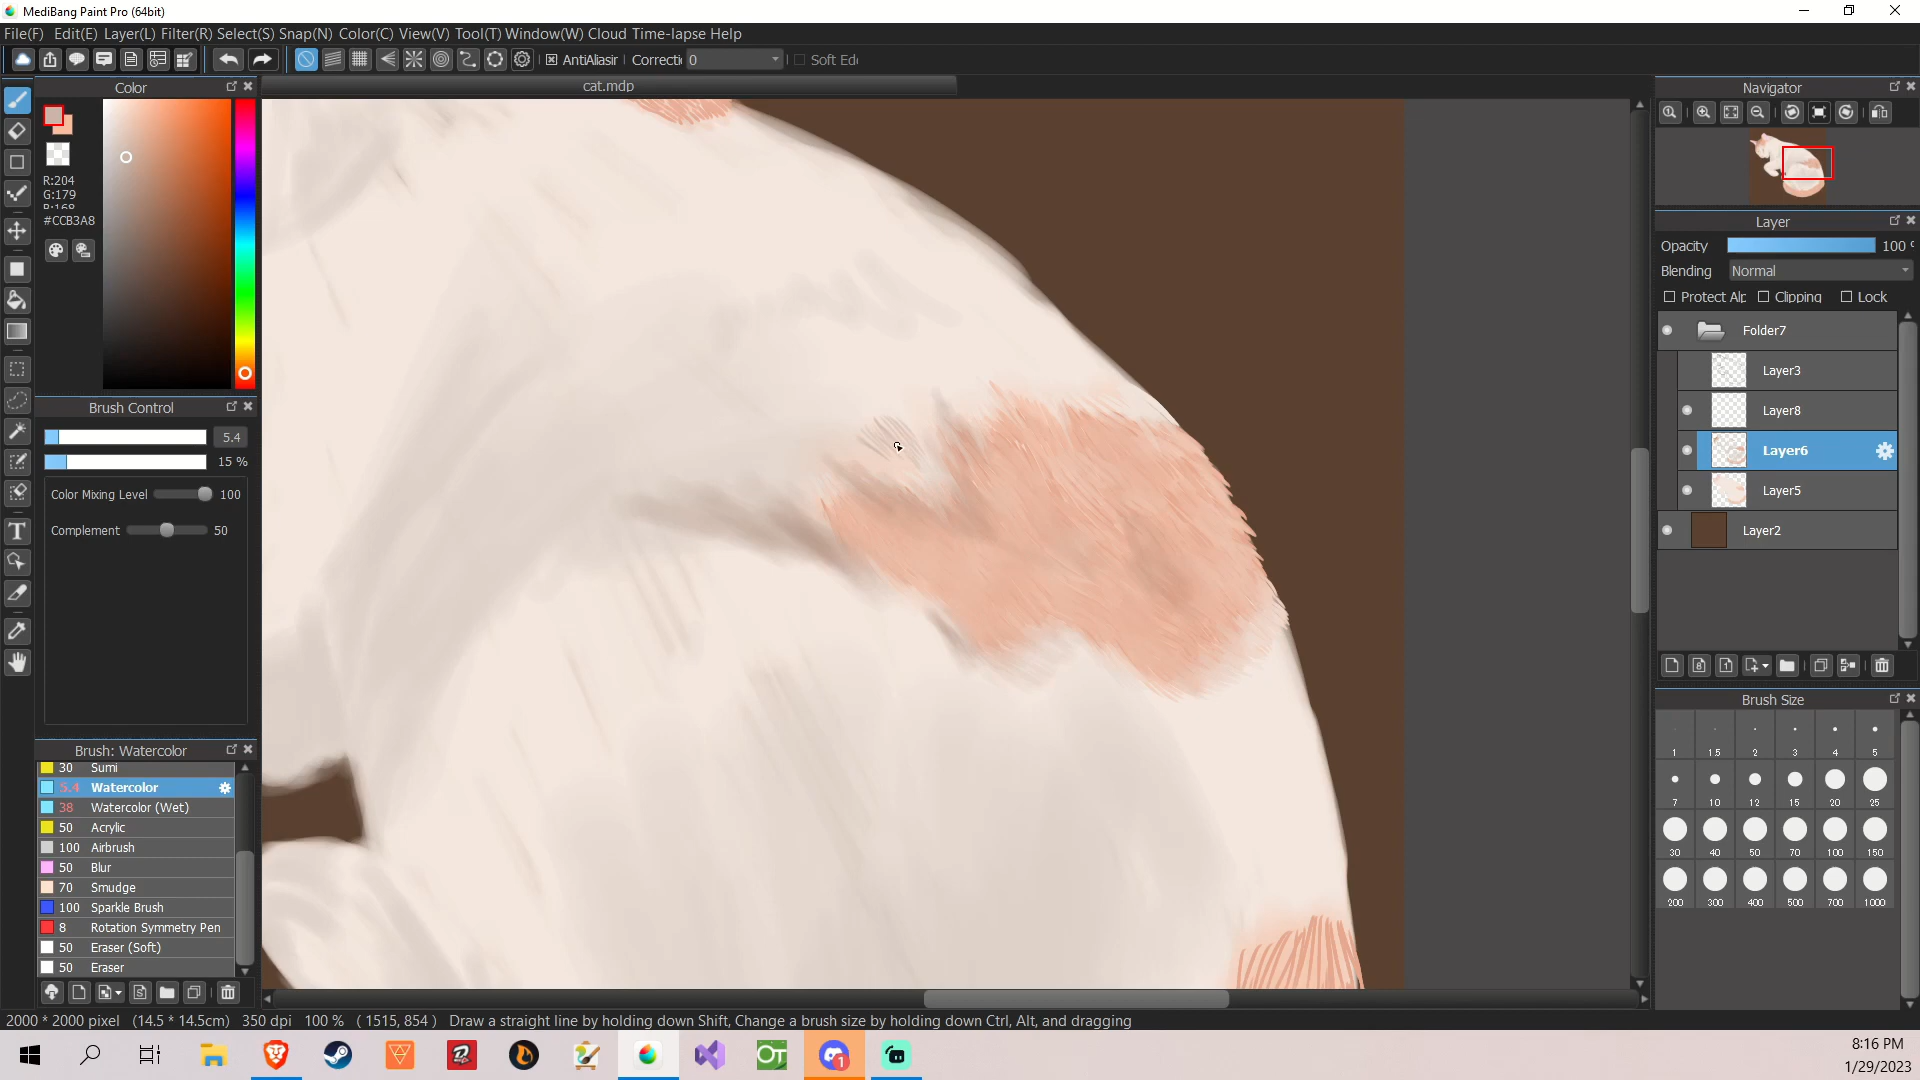 MediBang Paint Pro (64bit)
File(F) Edit(E) Layer(L) Filter(R) Select(S) Snap(N) Color(C) View(V) Tool(T) Window(W) Cloud Time-lapse Help
AntiAliasir Correcti 0 Soft Ed
Color
cat.mdp
Navigator
R:204
G:179
B:168
#CCB3A8
Layer
Opacity 100
Blending Normal
Protect Alp Clipping Lock
Folder7
Layer3
Layer8
Layer6
Layer5
Layer2
Brush Control
5.4
15 %
Color Mixing Level 100
Complement 50
Brush: Watercolor
30 Sumi
5.4 Watercolor
38 Watercolor (Wet)
50 Acrylic
100 Airbrush
50 Blur
70 Smudge
100 Sparkle Brush
8 Rotation Symmetry Pen
50 Eraser (Soft)
50 Eraser
Brush Size
1 1.5 2 3 4 5
7 10 12 15 20 25
30 40 50 70 100 150
200 300 400 500 700 1000
2000 * 2000 pixel (14.5 * 14.5cm) 350 dpi 100 % ( 1515, 854 ) Draw a straight line by holding down Shift, Change a brush size by holding down Ctrl, Alt, and dragging
OT
1
8:16 PM
1/29/2023